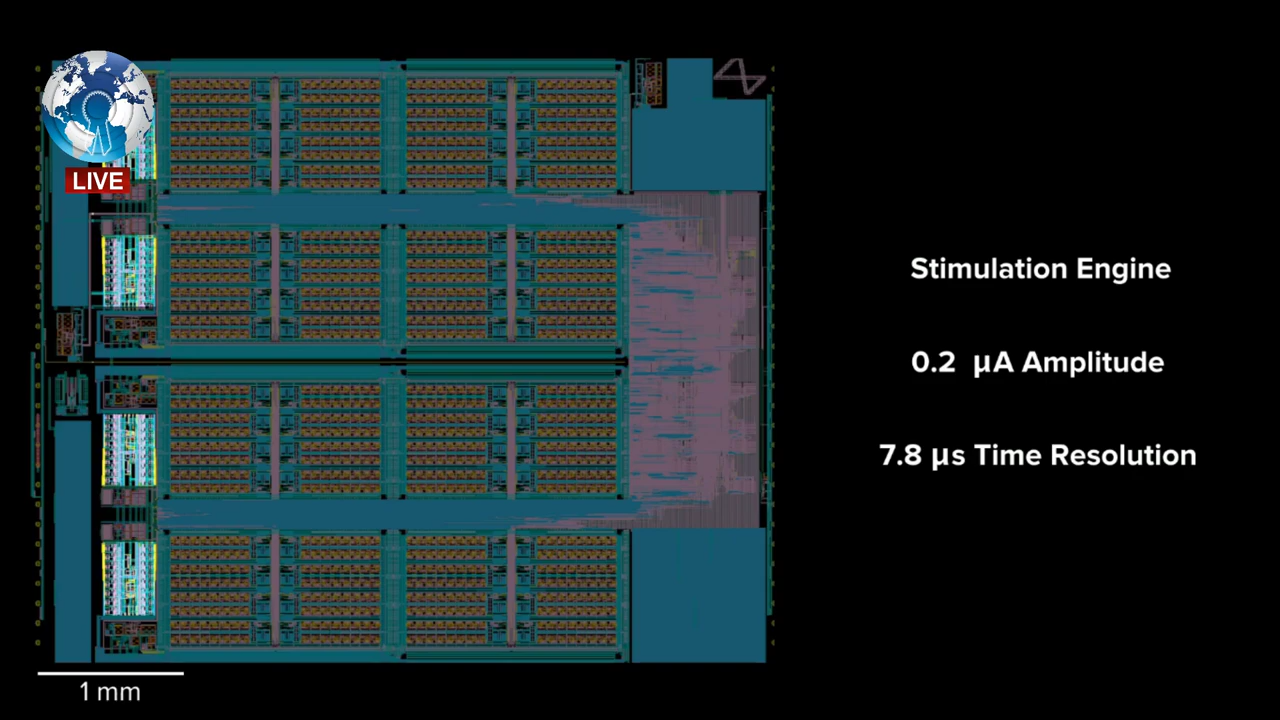 LIVE
Stimulation Engine
0.2 μA Amplitude
7.8 μs Time Resolution
1 mm